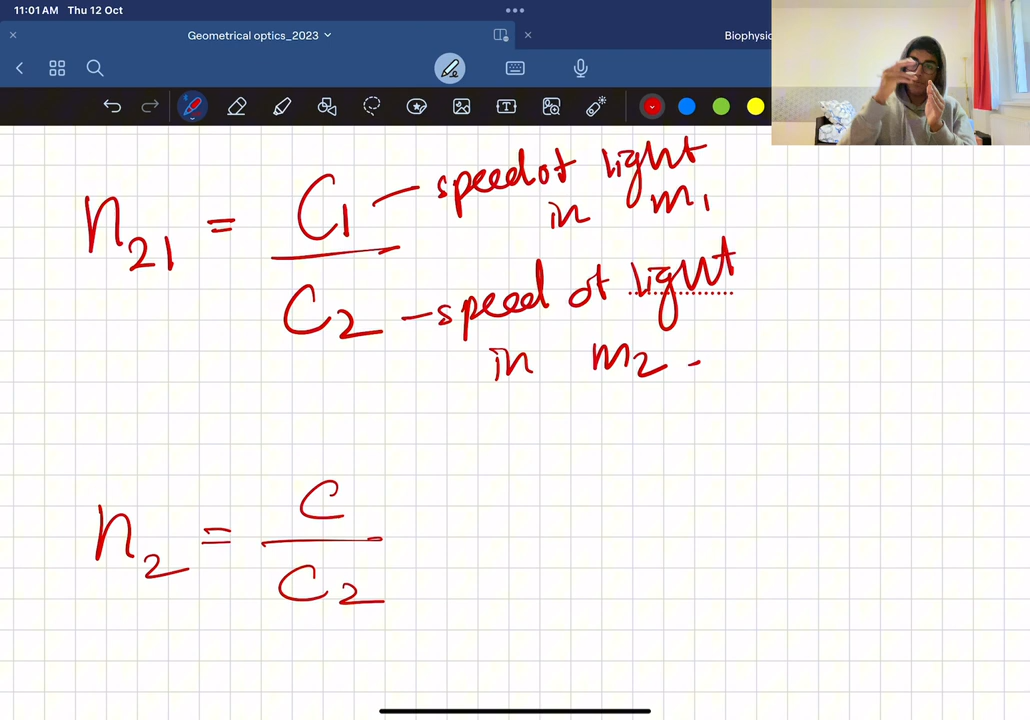 11:01 AM Thu 12 Oct
Geometrical optics_2023
Biophysic
n21 = C1 — speed of light
in m1
C2 — speed of light
in m2 .
n2 = C
C2